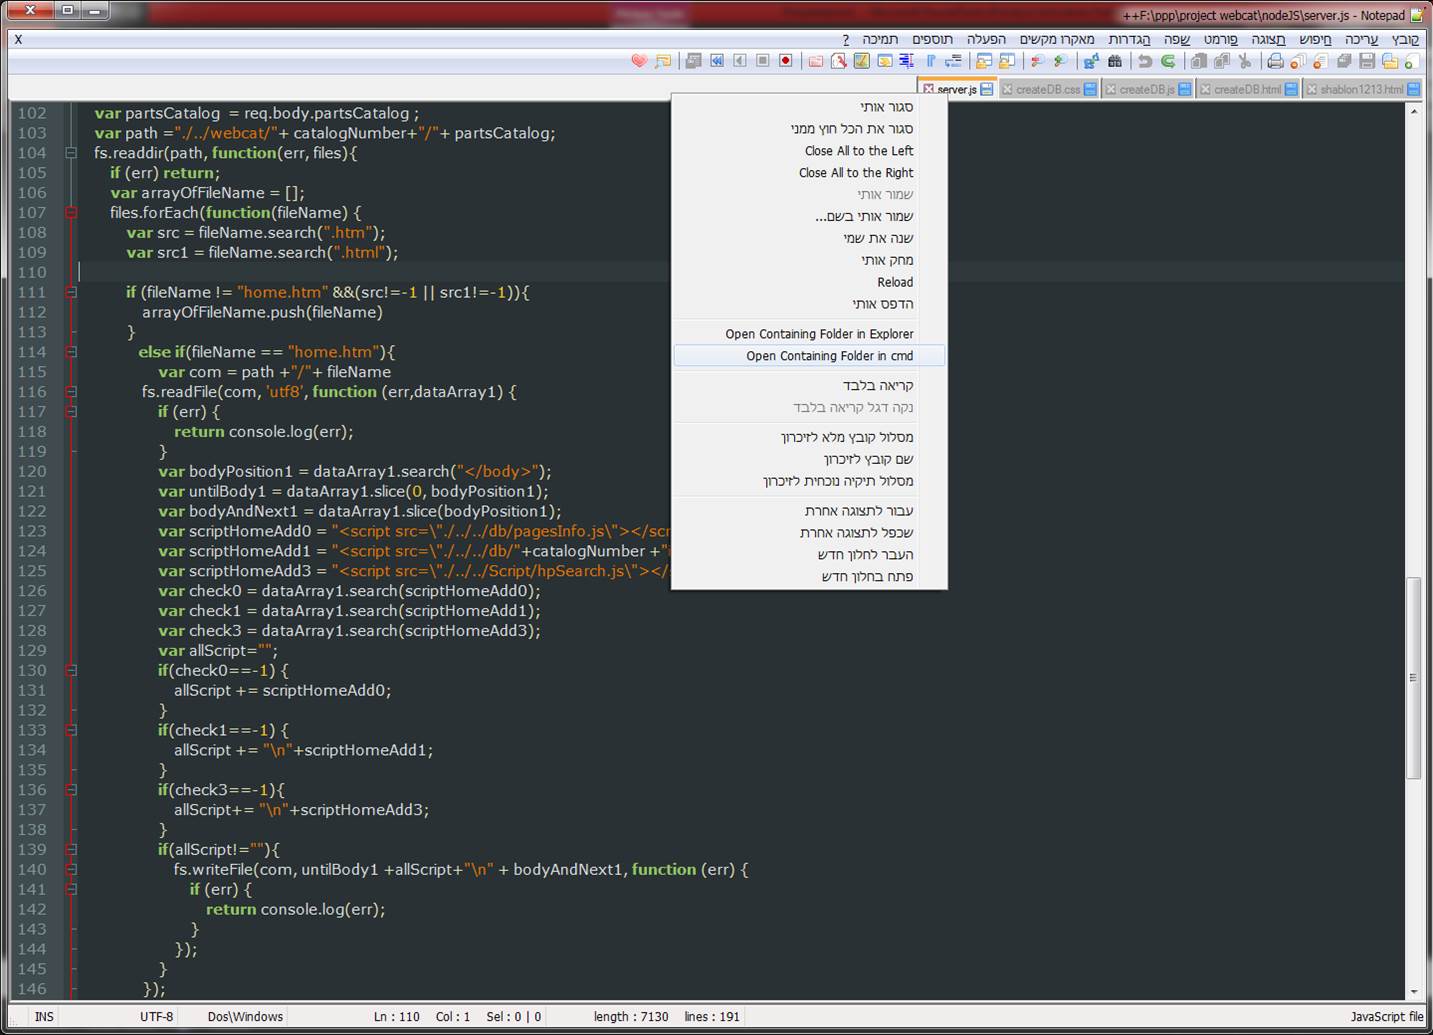 ++F:\ppp\project webcat\nodeJS\server.js - Notepad
קובץ עריכה חיפוש תצוגה פורמט שפה הגדרות מאקרו מקשים הפעלה תוספים תמיכה ? X
server.js createDB.css createDB.js createDB.html shablon1213.html
102 var partsCatalog = req.body.partsCatalog ;
103 var path ="./../webcat/"+ catalogNumber+"/"+ partsCatalog;
104 fs.readdir(path, function(err, files){
105 if (err) return;
106 var arrayOfFileName = [];
107 files.forEach(function(fileName) {
108 var src = fileName.search(".htm");
109 var src1 = fileName.search(".html");
110
111 if (fileName != "home.htm" &&(src!=-1 || src1!=-1)){
112 arrayOfFileName.push(fileName)
113 }
114 else if(fileName == "home.htm"){
115 var com = path +"/"+ fileName
116 fs.readFile(com, 'utf8', function (err,dataArray1) {
117 if (err) {
118 return console.log(err);
119 }
120 var bodyPosition1 = dataArray1.search("</body>");
121 var untilBody1 = dataArray1.slice(0, bodyPosition1);
122 var bodyAndNext1 = dataArray1.slice(bodyPosition1);
123 var scriptHomeAdd0 = "<script src=\"./../../db/pagesInfo.js\"></scr
124 var scriptHomeAdd1 = "<script src=\"./../../db/"+catalogNumber +"
125 var scriptHomeAdd3 = "<script src=\"./../../Script/hpSearch.js\"></
126 var check0 = dataArray1.search(scriptHomeAdd0);
127 var check1 = dataArray1.search(scriptHomeAdd1);
128 var check3 = dataArray1.search(scriptHomeAdd3);
129 var allScript="";
130 if(check0==-1) {
131 allScript += scriptHomeAdd0;
132 }
133 if(check1==-1) {
134 allScript += "\n"+scriptHomeAdd1;
135 }
136 if(check3==-1){
137 allScript+= "\n"+scriptHomeAdd3;
138 }
139 if(allScript!=""){
140 fs.writeFile(com, untilBody1 +allScript+"\n" + bodyAndNext1, function (err) {
141 if (err) {
142 return console.log(err);
143 }
144 });
145 }
146 });
סגור אותי
סגור את הכל חוץ ממני
Close All to the Left
Close All to the Right
שמור אותי
שמור אותי בשם...
שנה את שמי
מחק אותי
Reload
הדפס אותי
Open Containing Folder in Explorer
Open Containing Folder in cmd
קריאה בלבד
נקה דגל קריאה בלבד
מסלול קובץ מלא לזיכרון
שם קובץ לזיכרון
מסלול תיקיה נוכחית לזיכרון
עבור לתצוגה אחרת
שכפל לתצוגה אחרת
העבר לחלון חדש
פתח בחלון חדש
INS UTF-8 Dos\Windows Ln : 110 Col : 1 Sel : 0 | 0 length : 7130 lines : 191 JavaScript file